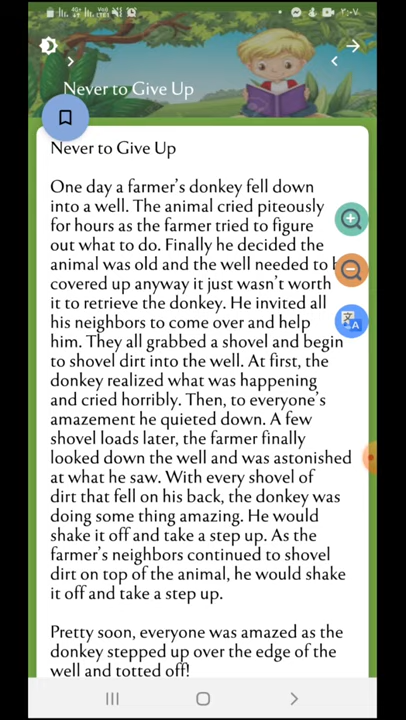 ٢:٠٧
Never to Give Up
Never to Give Up
One day a farmer's donkey fell down
into a well. The animal cried piteously
for hours as the farmer tried to figure
out what to do. Finally he decided the
animal was old and the well needed to
covered up anyway it just wasn't worth
it to retrieve the donkey. He invited all
his neighbors to come over and help
him. They all grabbed a shovel and begin
to shovel dirt into the well. At first, the
donkey realized what was happening
and cried horribly. Then, to everyone's
amazement he quieted down. A few
shovel loads later, the farmer finally
looked down the well and was astonished
at what he saw. With every shovel of
dirt that fell on his back, the donkey was
doing some thing amazing. He would
shake it off and take a step up. As the
farmer's neighbors continued to shovel
dirt on top of the animal, he would shake
it off and take a step up.
Pretty soon, everyone was amazed as the
donkey stepped up over the edge of the
well and totted off!